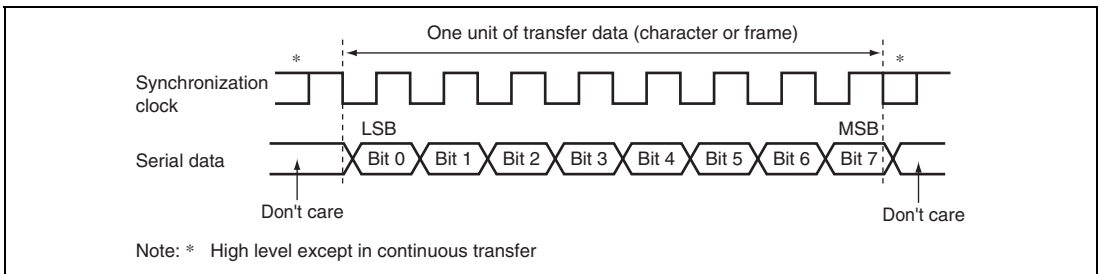 One unit of transfer data (character or frame)
* *
Synchronization
clock
LSB MSB
Serial data Bit 0 Bit 1 Bit 2 Bit 3 Bit 4 Bit 5 Bit 6 Bit 7
Don't care Don't care
Note: * High level except in continuous transfer